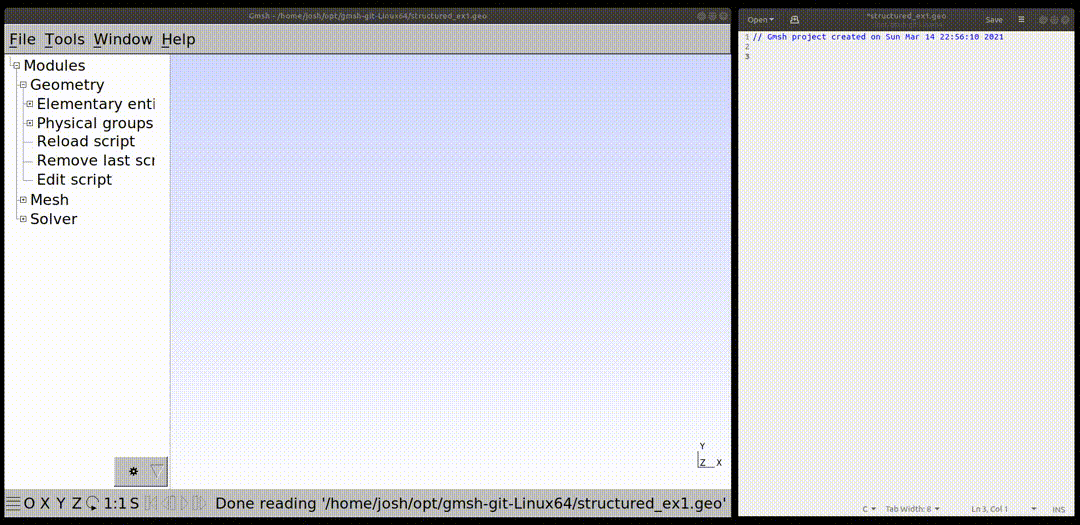 Gmsh - /home/josh/opt/gmsh-git-Linux64/structured_ex1.geo
File Tools Window Help
Modules
Geometry
Elementary enti
Physical groups
Reload script
Remove last scr
Edit script
Mesh
Solver
Y
Z X
O X Y Z 1:1 S Done reading '/home/josh/opt/gmsh-git-Linux64/structured_ex1.geo'
Open *structured_ex1.geo Save
1 // Gmsh project created on Sun Mar 14 22:56:10 2021
2
3
C Tab Width: 8 Ln 3, Col 1 INS